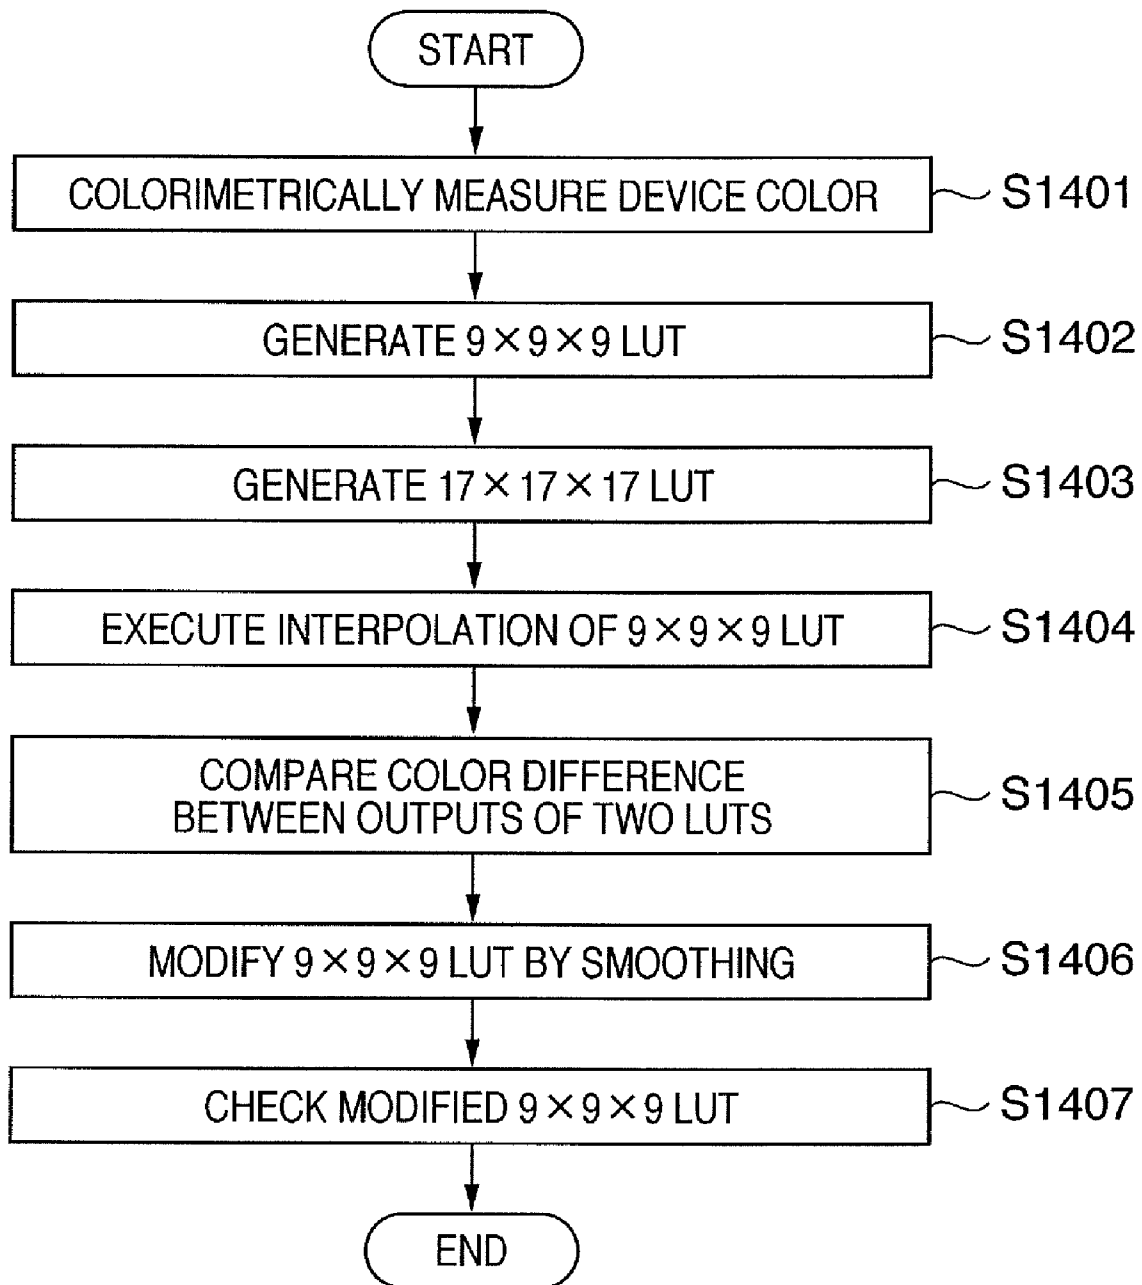 START
COLORIMETRICALLY MEASURE DEVICE COLOR
S1401
GENERATE 9×9×9 LUT
S1402
GENERATE 17×17×17 LUT
S1403
EXECUTE INTERPOLATION OF 9×9×9 LUT
S1404
COMPARE COLOR DIFFERENCE
BETWEEN OUTPUTS OF TWO LUTS
S1405
MODIFY 9×9×9 LUT BY SMOOTHING
S1406
CHECK MODIFIED 9×9×9 LUT
S1407
END